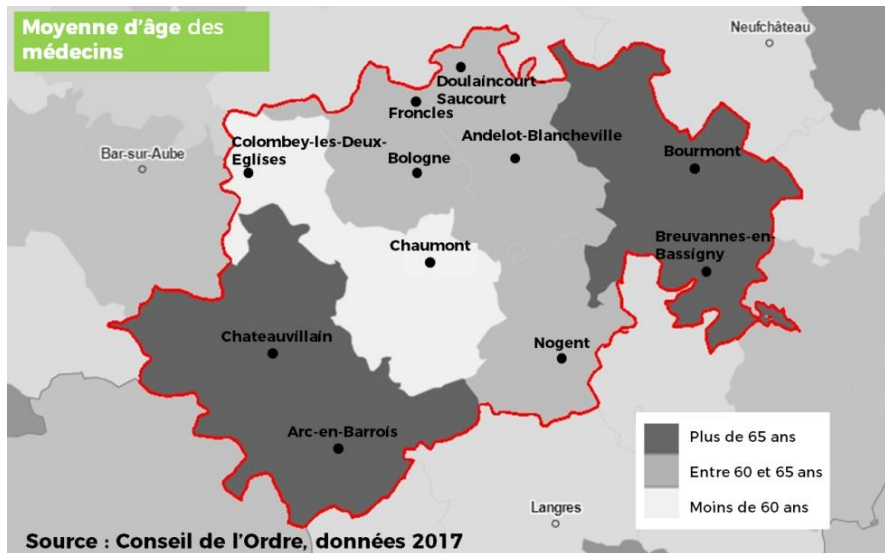 Moyenne d'âge des
médecins
Neufchâteau
Doulaincourt-
Saucourt
Froncles
Colombey-les-Deux-
Eglises
Andelot-Blancheville
Bar-sur-Aube
Bologne
Bourmont
Chaumont
Breuvannes-en-
Bassigny
Chateauvillain
Nogent
Arc-en-Barrois
Plus de 65 ans
Entre 60 et 65 ans
Moins de 60 ans
Langres
Source : Conseil de l'Ordre, données 2017